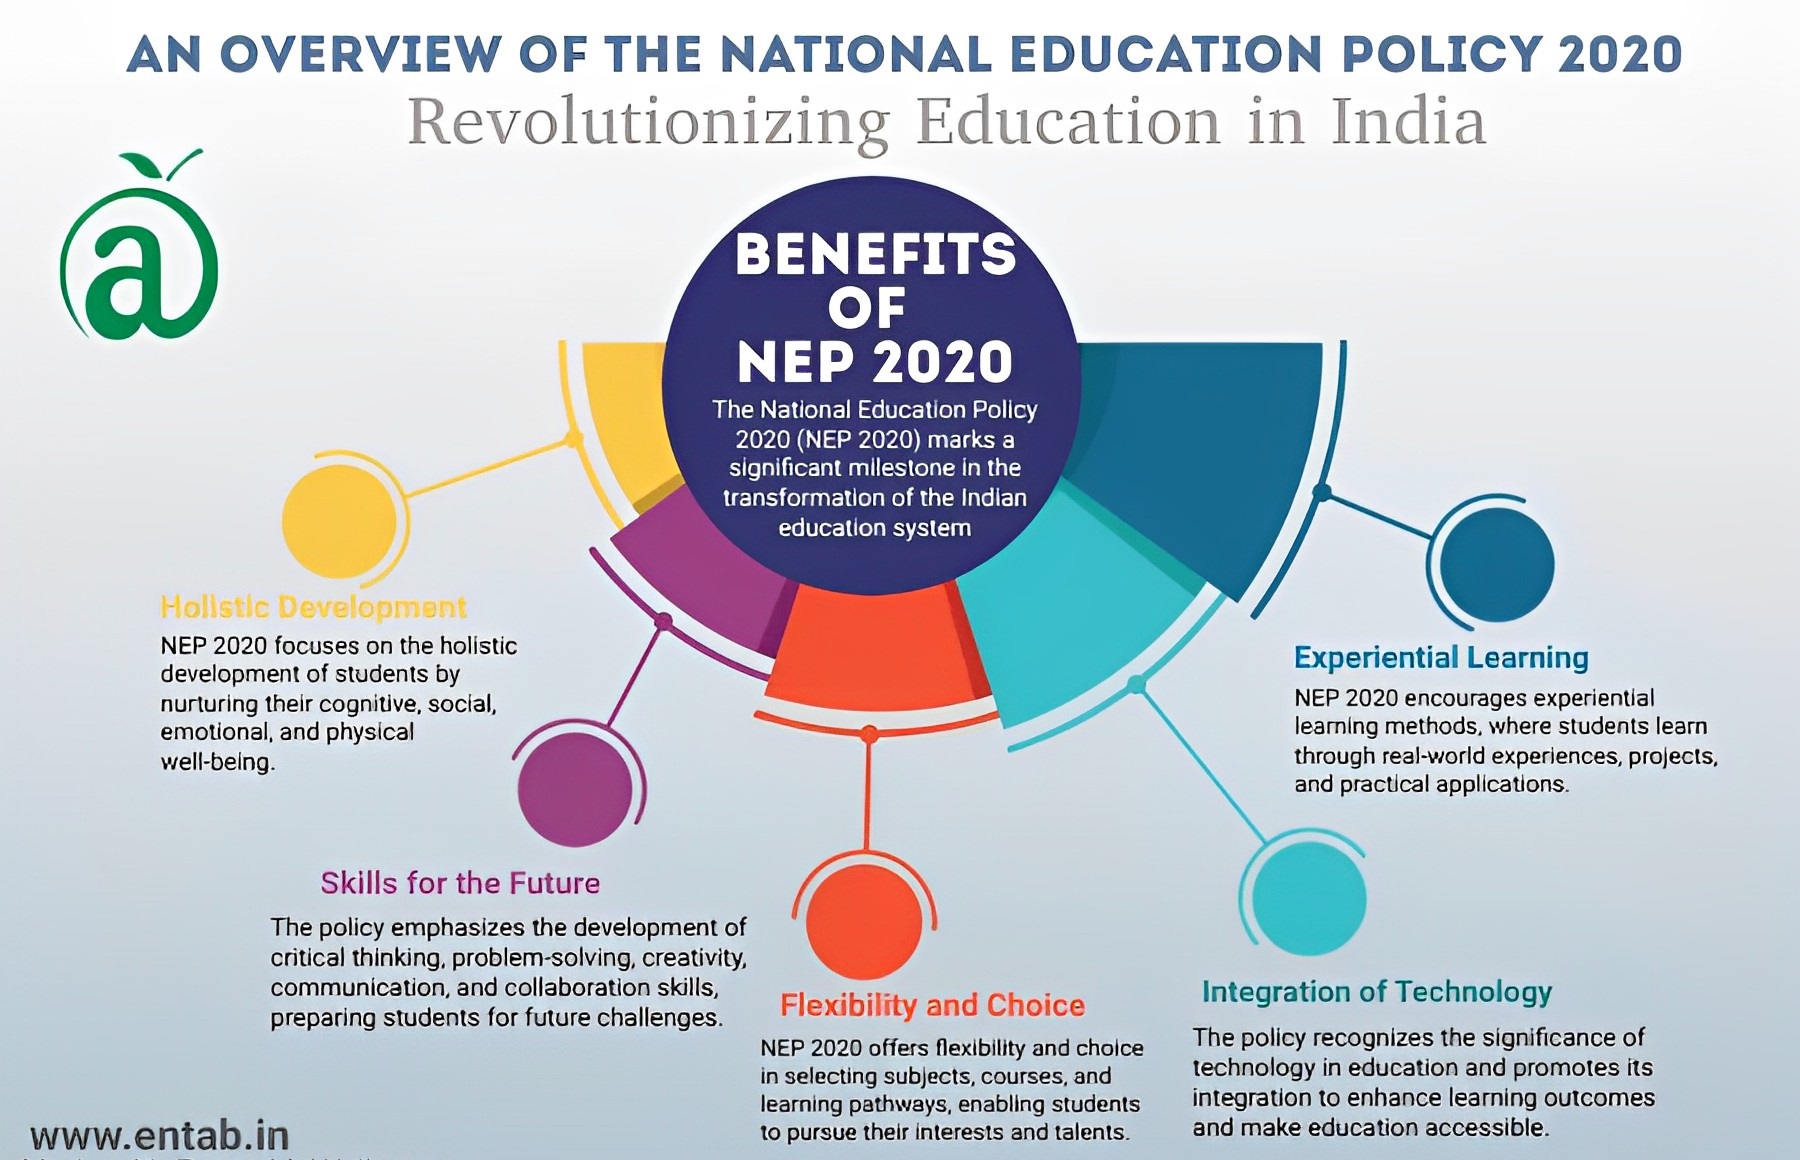 AN OVERVIEW OF THE NATIONAL EDUCATION POLICY 2020
Revolutionizing Education in India
a
BENEFITS
OF
NEP 2020
The National Education Policy
2020 (NEP 2020) marks a
significant milestone in the
transformation of the Indian
education system
Holistic Development
NEP 2020 focuses on the holistic
development of students by
nurturing their cognitive, social,
emotional, and physical
well-being.
Skills for the Future
The policy emphasizes the development of
critical thinking, problem-solving, creativity,
communication, and collaboration skills,
preparing students for future challenges.
Flexibility and Choice
NEP 2020 offers flexibility and choice
in selecting subjects, courses, and
learning pathways, enabling students
to pursue their interests and talents.
Integration of Technology
The policy recognizes the significance of
technology in education and promotes its
integration to enhance learning outcomes
and make education accessible.
Experiential Learning
NEP 2020 encourages experiential
learning methods, where students learn
through real-world experiences, projects,
and practical applications.
www.entab.in